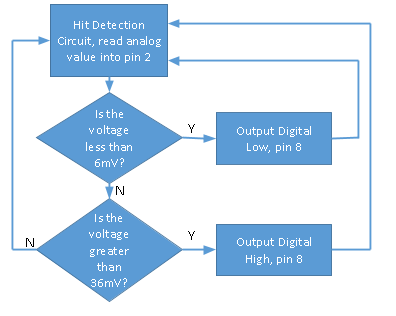 Hit Detection
Circuit, read analog
value into pin 2
Is the
voltage
less than
6mV?
Y
Output Digital
Low, pin 8
N
Is the
voltage
greater
than
36mV?
N
Y
Output Digital
High, pin 8